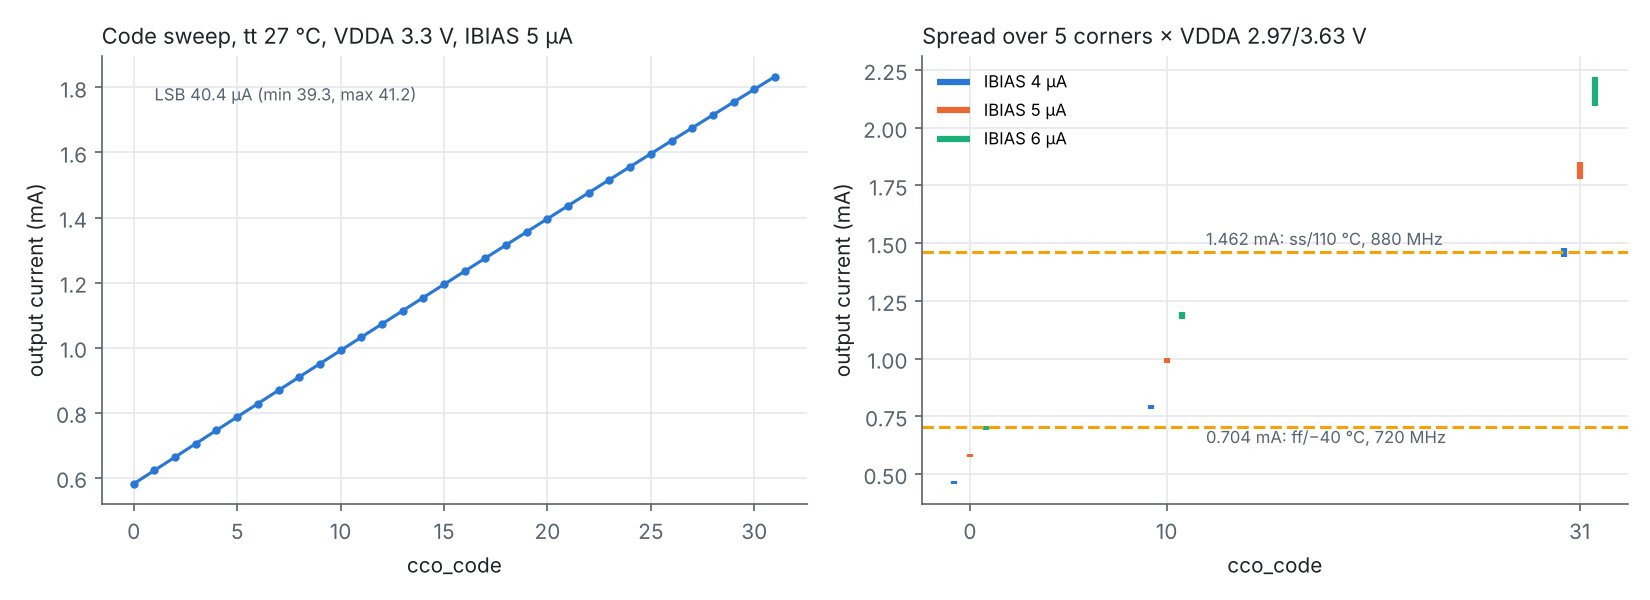 Code sweep, tt 27 °C, VDDA 3.3 V, IBIAS 5 µA
LSB 40.4 µA (min 39.3, max 41.2)
output current (mA)
1.8
1.6
1.4
1.2
1.0
0.8
0.6
0
5
10
15
20
25
30
cco_code
Spread over 5 corners × VDDA 2.97/3.63 V
IBIAS 4 µA
IBIAS 5 µA
IBIAS 6 µA
1.462 mA: ss/110 °C, 880 MHz
0.704 mA: ff/−40 °C, 720 MHz
output current (mA)
2.25
2.00
1.75
1.50
1.25
1.00
0.75
0.50
0
10
31
cco_code